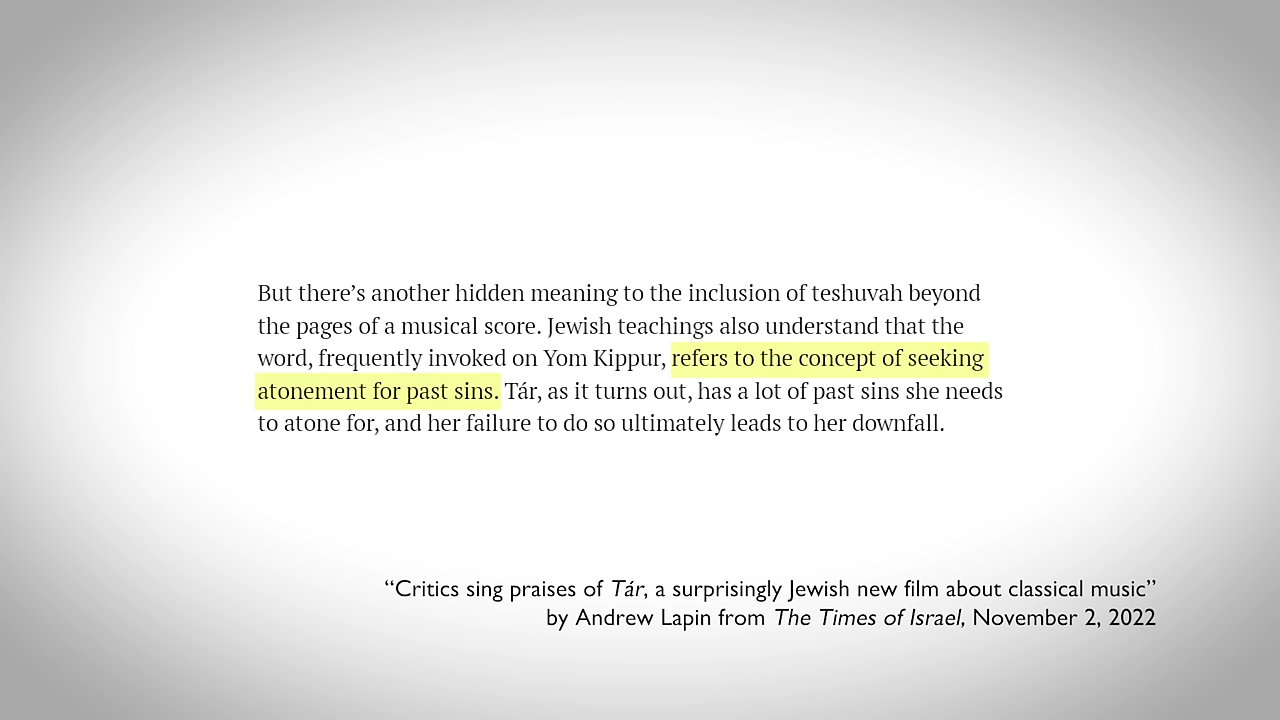 But there’s another hidden meaning to the inclusion of teshuvah beyond
the pages of a musical score. Jewish teachings also understand that the
word, frequently invoked on Yom Kippur, refers to the concept of seeking
atonement for past sins. Tár, as it turns out, has a lot of past sins she needs
to atone for, and her failure to do so ultimately leads to her downfall.
“Critics sing praises of Tár, a surprisingly Jewish new film about classical music”
by Andrew Lapin from The Times of Israel, November 2, 2022